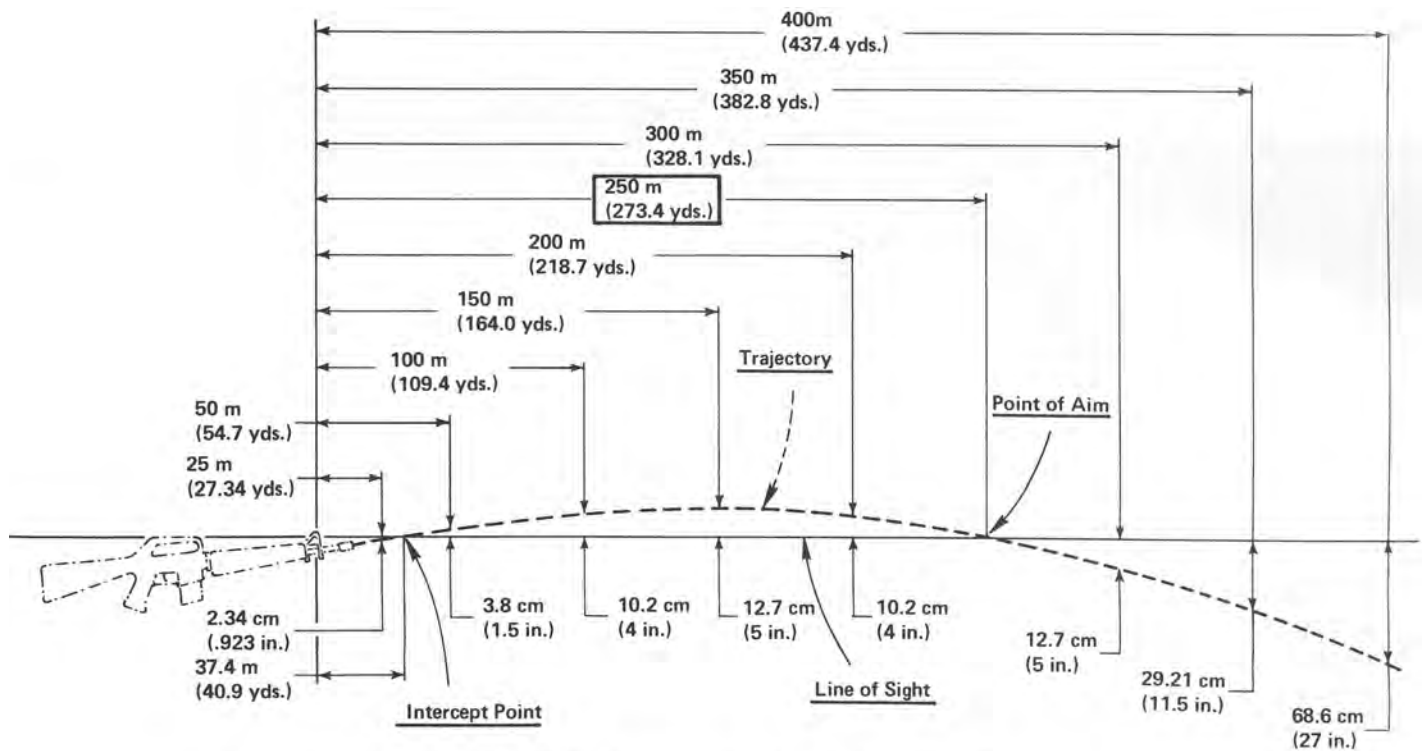 400m
(437.4 yds.)
350 m
(382.8 yds.)
300 m
(328.1 yds.)
250 m
(273.4 yds.)
200 m
(218.7 yds.)
150 m
(164.0 yds.)
100 m
(109.4 yds.)
Trajectory
Point of Aim
50 m
(54.7 yds.)
25 m
(27.34 yds.)
2.34 cm
(.923 in.)
37.4 m
(40.9 yds.)
Intercept Point
3.8 cm
(1.5 in.)
10.2 cm
(4 in.)
12.7 cm
(5 in.)
10.2 cm
(4 in.)
Line of Sight
12.7 cm
(5 in.)
29.21 cm
(11.5 in.)
68.6 cm
(27 in.)